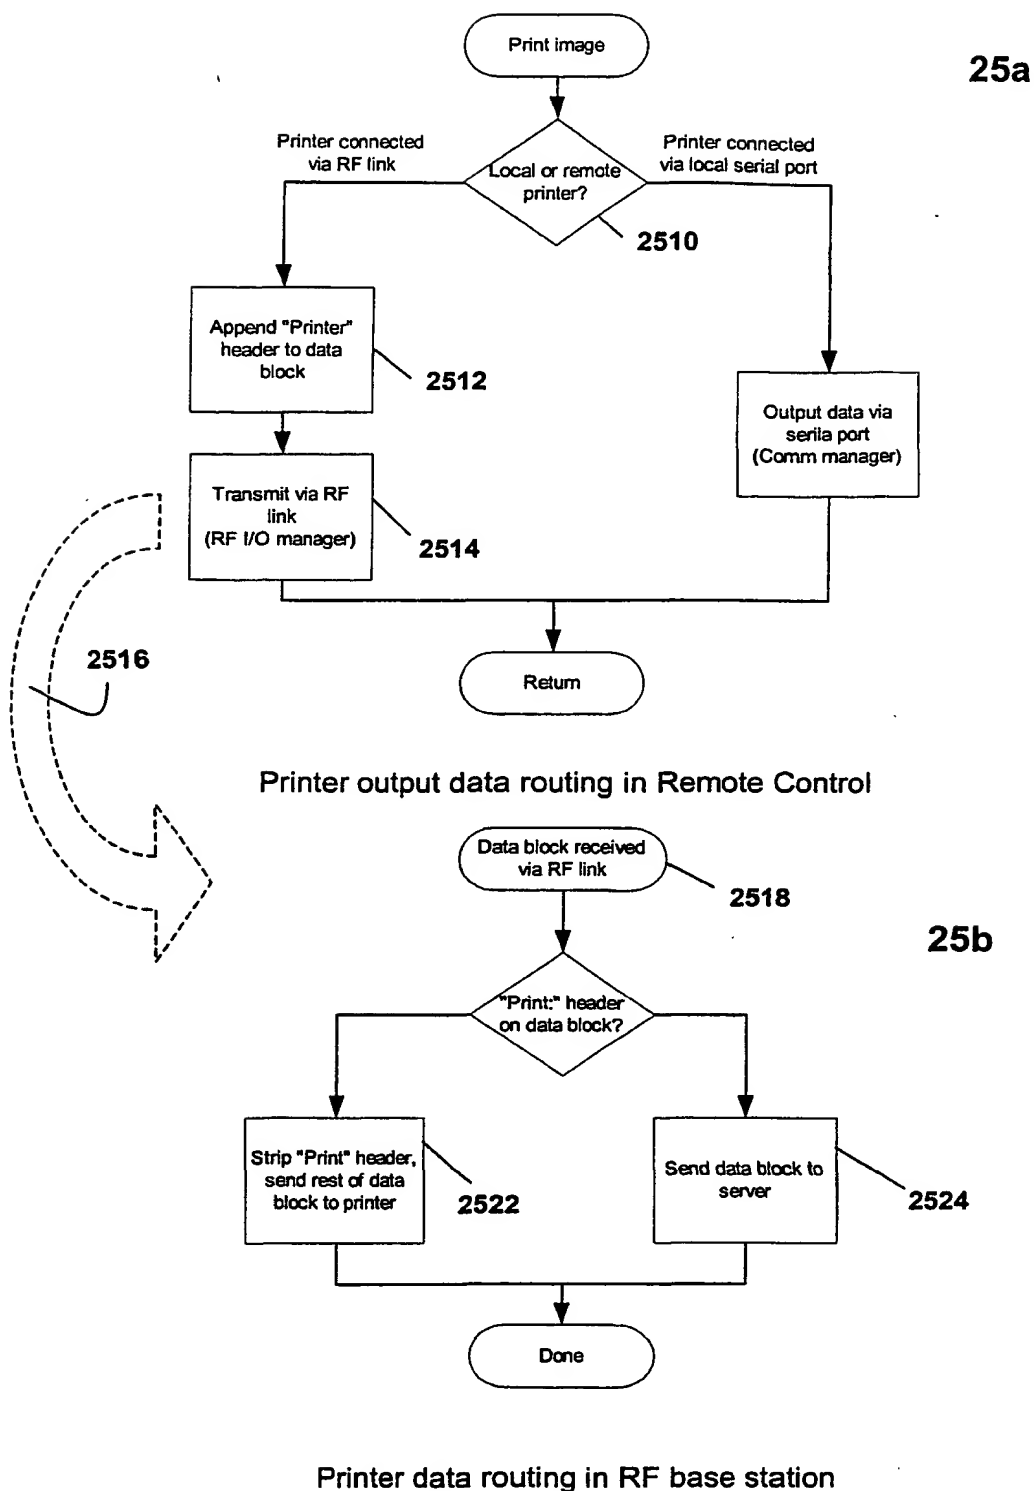 Print image
25a
Printer connected
via RF link
Printer connected
via local serial port
Local or remote
printer?
2510
Append "Printer"
header to data
block
2512
Output data via
serila port
(Comm manager)
Transmit via RF
link
(RF I/O manager)
2514
2516
Return
Printer output data routing in Remote Control
Data block received
via RF link
2518
25b
"Print:" header
on data block?
Strip "Print" header,
send rest of data
block to printer
2522
Send data block to
server
2524
Done
Printer data routing in RF base station